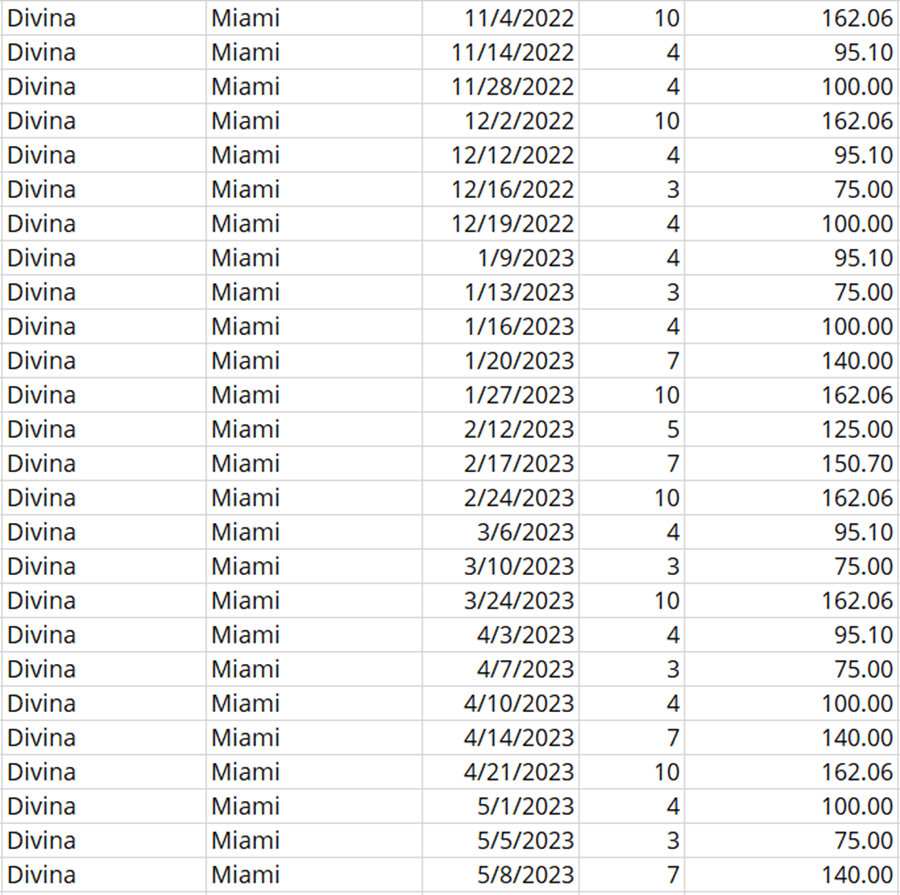 Divina Miami 11/4/2022 10 162.06
Divina Miami 11/14/2022 4 95.10
Divina Miami 11/28/2022 4 100.00
Divina Miami 12/2/2022 10 162.06
Divina Miami 12/12/2022 4 95.10
Divina Miami 12/16/2022 3 75.00
Divina Miami 12/19/2022 4 100.00
Divina Miami 1/9/2023 4 95.10
Divina Miami 1/13/2023 3 75.00
Divina Miami 1/16/2023 4 100.00
Divina Miami 1/20/2023 7 140.00
Divina Miami 1/27/2023 10 162.06
Divina Miami 2/12/2023 5 125.00
Divina Miami 2/17/2023 7 150.70
Divina Miami 2/24/2023 10 162.06
Divina Miami 3/6/2023 4 95.10
Divina Miami 3/10/2023 3 75.00
Divina Miami 3/24/2023 10 162.06
Divina Miami 4/3/2023 4 95.10
Divina Miami 4/7/2023 3 75.00
Divina Miami 4/10/2023 4 100.00
Divina Miami 4/14/2023 7 140.00
Divina Miami 4/21/2023 10 162.06
Divina Miami 5/1/2023 4 100.00
Divina Miami 5/5/2023 3 75.00
Divina Miami 5/8/2023 7 140.00